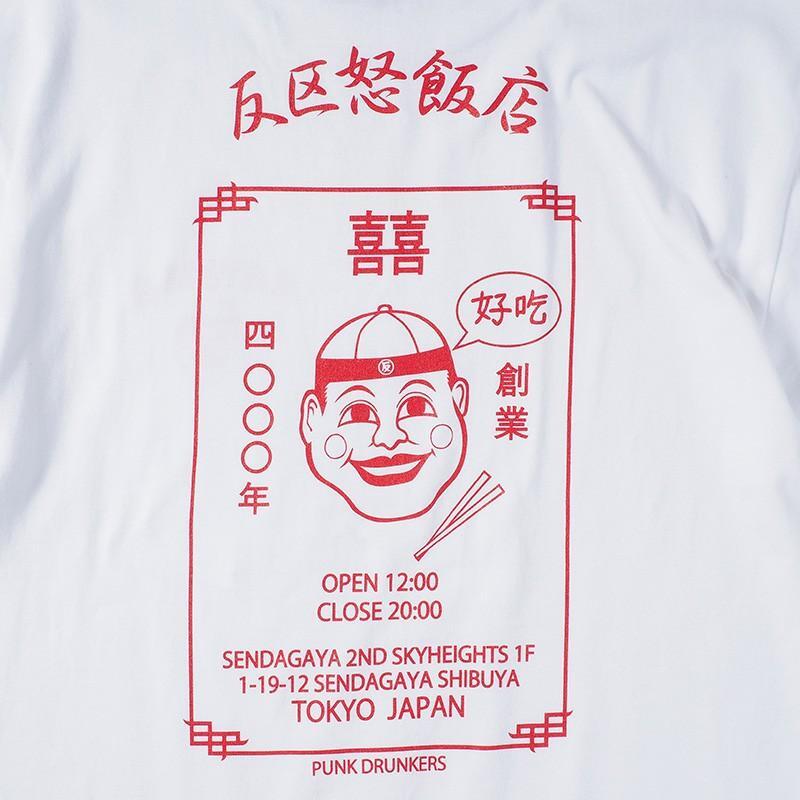 反区怒飯店
囍
好吃
創業
四〇〇〇年
反
OPEN 12:00
CLOSE 20:00
SENDAGAYA 2ND SKYHEIGHTS 1F
1-19-12 SENDAGAYA SHIBUYA
TOKYO JAPAN
PUNK DRUNKERS